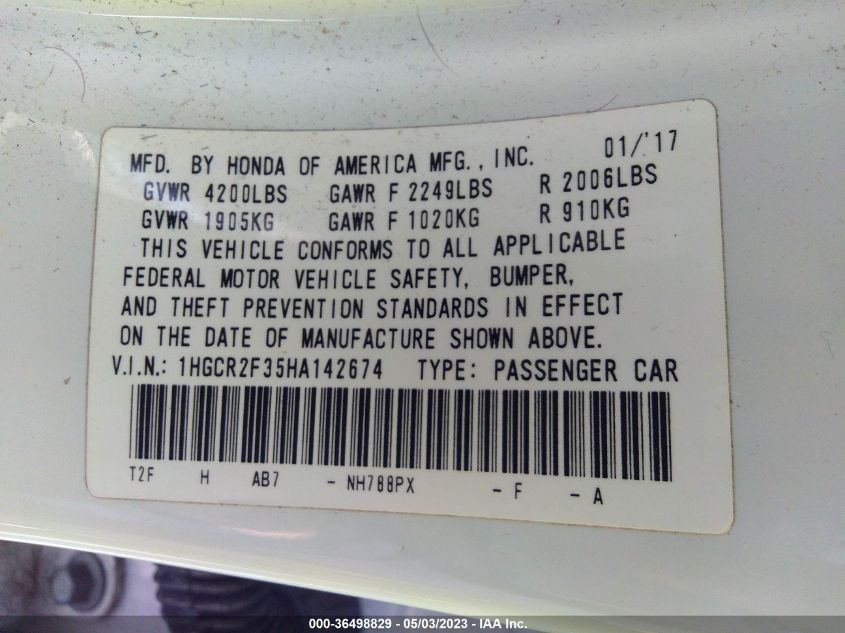 MFD. BY HONDA OF AMERICA MFG., INC. 01/'17
GVWR 4200LBS GAWR F 2249LBS R 2006LBS
GVWR 1905KG GAWR F 1020KG R 910KG
THIS VEHICLE CONFORMS TO ALL APPLICABLE
FEDERAL MOTOR VEHICLE SAFETY, BUMPER,
AND THEFT PREVENTION STANDARDS IN EFFECT
ON THE DATE OF MANUFACTURE SHOWN ABOVE.
V.I.N.: 1HGCR2F35HA142674 TYPE: PASSENGER CAR
T2F H AB7 - NH788PX - F - A
000-36498829 - 05/03/2023 - IAA Inc.